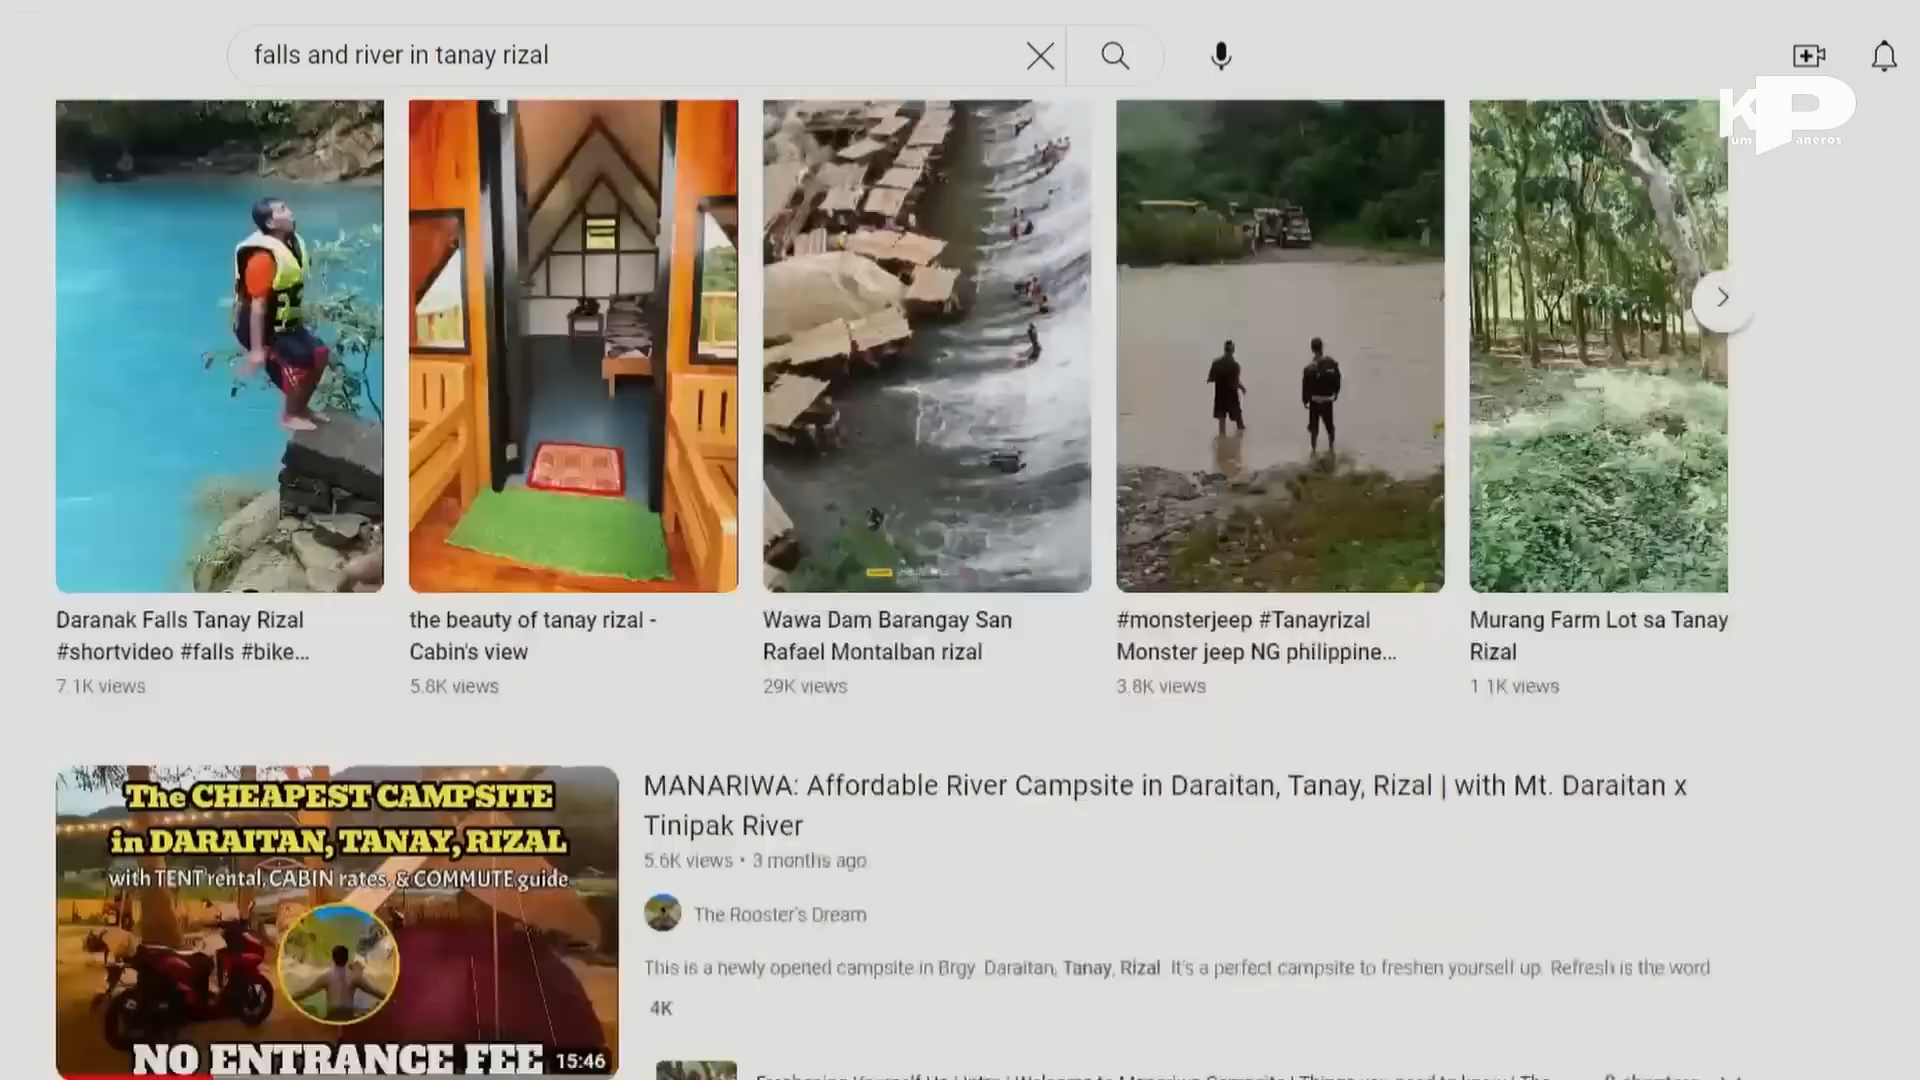 falls and river in tanay rizal
KP
um aneros
Daranak Falls Tanay Rizal
#shortvideo #falls #bike...
7.1K views
the beauty of tanay rizal -
Cabin's view
5.8K views
Wawa Dam Barangay San
Rafael Montalban rizal
29K views
#monsterjeep #Tanayrizal
Monster jeep NG philippine...
3.8K views
Murang Farm Lot sa Tanay
Rizal
1.1K views
The CHEAPEST CAMPSITE
in DARAITAN, TANAY, RIZAL
with TENT rental, CABIN rates, & COMMUTE guide
NO ENTRANCE FEE
15:46
MANARIWA: Affordable River Campsite in Daraitan, Tanay, Rizal | with Mt. Daraitan x
Tinipak River
5.6K views • 3 months ago
The Rooster's Dream
This is a newly opened campsite in Brgy Daraitan, Tanay, Rizal It's a perfect campsite to freshen yourself up Refresh is the word
4K